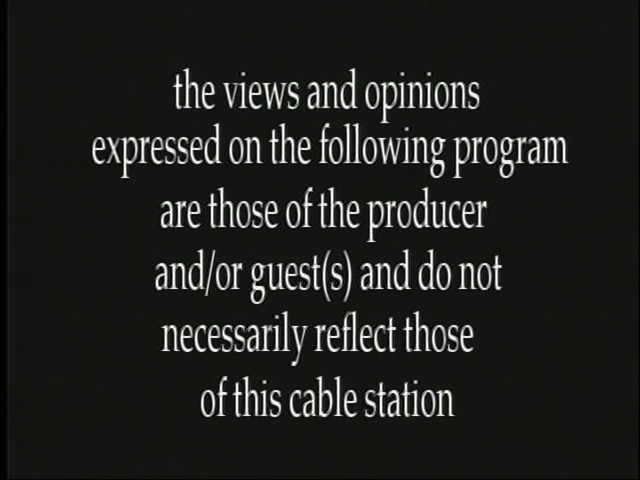 the views and opinions
expressed on the following program
are those of the producer
and/or guest(s) and do not
necessarily reflect those
of this cable station